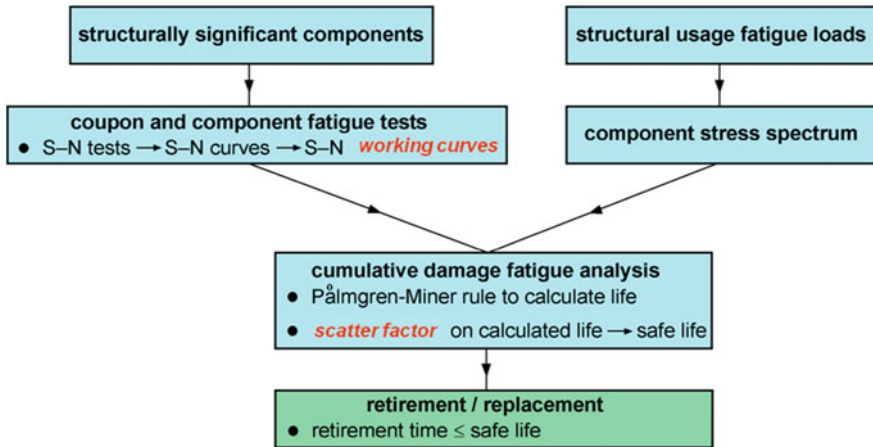 structurally significant components
structural usage fatigue loads
coupon and component fatigue tests
● S–N tests → S–N curves → S–N working curves
component stress spectrum
cumulative damage fatigue analysis
● Pålmgren-Miner rule to calculate life
● scatter factor on calculated life → safe life
retirement / replacement
● retirement time ≤ safe life